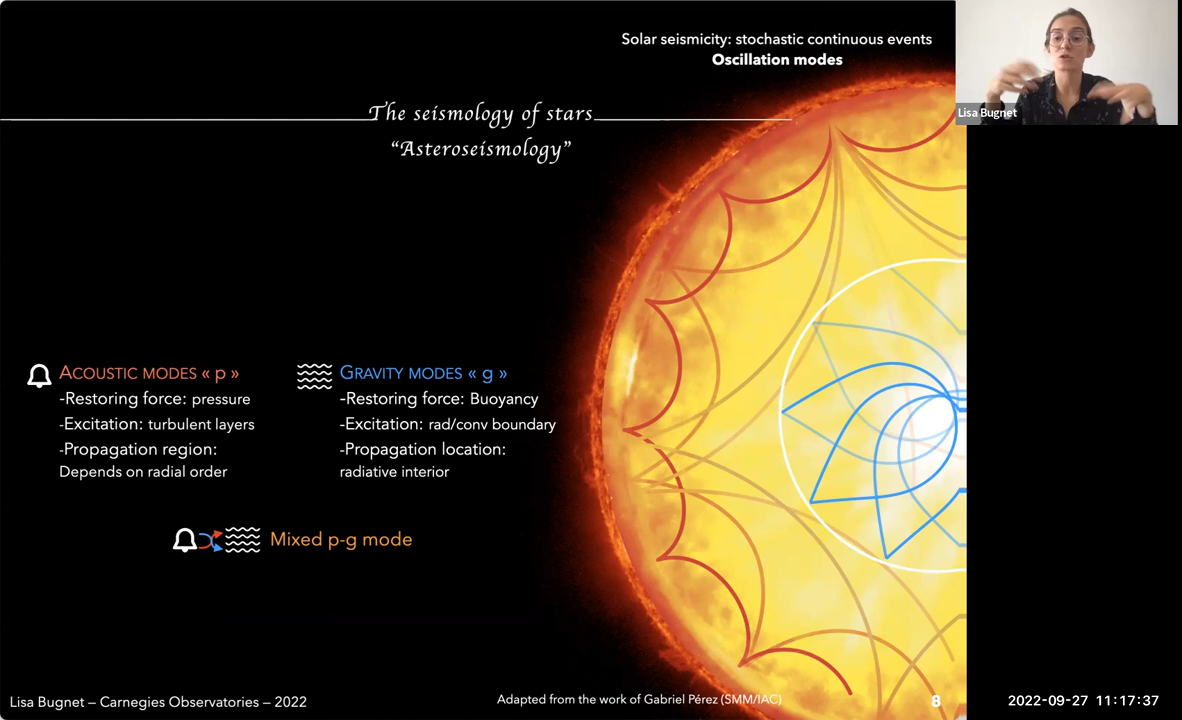 Solar seismicity: stochastic continuous events
Oscillation modes
Lisa Bugnet
The seismology of stars
“Asteroseismology”
ACOUSTIC MODES « p »
-Restoring force: pressure
-Excitation: turbulent layers
-Propagation region:
Depends on radial order
GRAVITY MODES « g »
-Restoring force: Buoyancy
-Excitation: rad/conv boundary
-Propagation location:
radiative interior
Mixed p-g mode
Lisa Bugnet – Carnegies Observatories – 2022
Adapted from the work of Gabriel Pérez (SMM/IAC)
8
2022-09-27 11:17:37